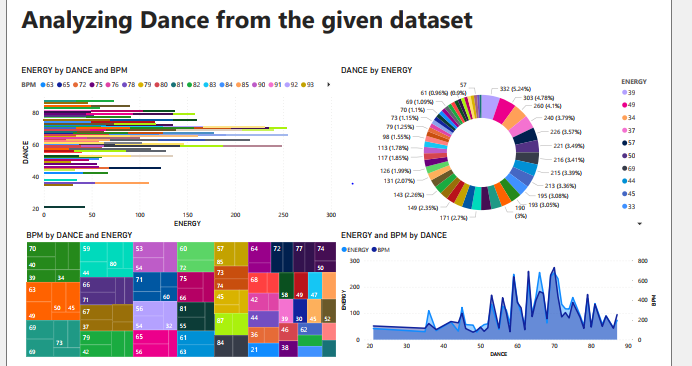 Analyzing Dance from the given dataset
ENERGY by DANCE and BPM
BPM 63 65 72 75 76 78 79 80 81 82 83 84 85 90 91 92 93
DANCE
80
60
40
20
0 50 100 150 200 250 300
ENERGY
DANCE by ENERGY
57
332 (5.24%)
303 (4.78%)
260 (4.1%)
240 (3.79%)
226 (3.57%)
221 (3.49%)
216 (3.41%)
215 (3.39%)
213 (3.36%)
195 (3.08%)
193 (3.05%)
190
(3%)
171 (2.7%)
149 (2.35%)
143 (2.26%)
131 (2.07%)
126 (1.99%)
117 (1.85%)
113 (1.78%)
98 (1.55%)
79 (1.25%)
73 (1.15%)
70 (1.1%)
69 (1.09%)
61 (0.96%)
(0.9%)
ENERGY
39
49
34
37
57
50
69
44
45
33
BPM by DANCE and ENERGY
70 59 53 60 57 64 72 77 74
40 80 85 50
39 34 44 54 72 73
63 66 71 75 74 68 58 49 47
71 60 66 45 42
50 45
49 67 56 81 44 39 30 52
69 37 54 32 55 87 46 62
73 79 65 61 84 36
69 42 56 63 21 38 33
ENERGY and BPM by DANCE
ENERGY BPM
300 800
200 600
400
100 200
0 0
ENERGY
BPM
20 30 40 50 60 70 80 90
DANCE